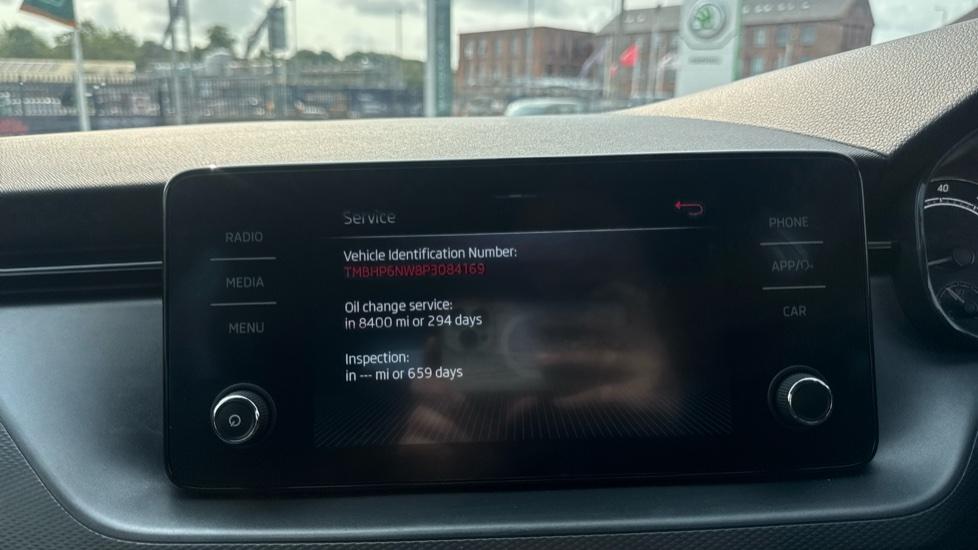 Service
RADIO
MEDIA
MENU
Vehicle Identification Number:
TMBHP6NW8P3084169
Oil change service:
in 8400 mi or 294 days
Inspection:
in --- mi or 659 days
PHONE
APP/
CAR
40